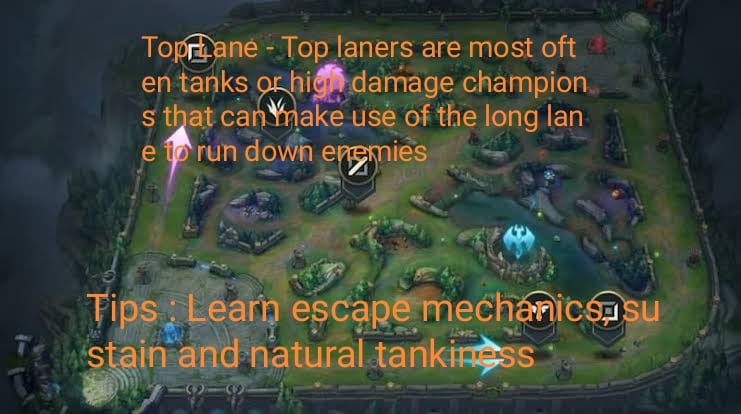 Top Lane - Top laners are most oft
en tanks or high damage champion
s that can make use of the long lan
e to run down enemies
Tips : Learn escape mechanics, su
stain and natural tankiness